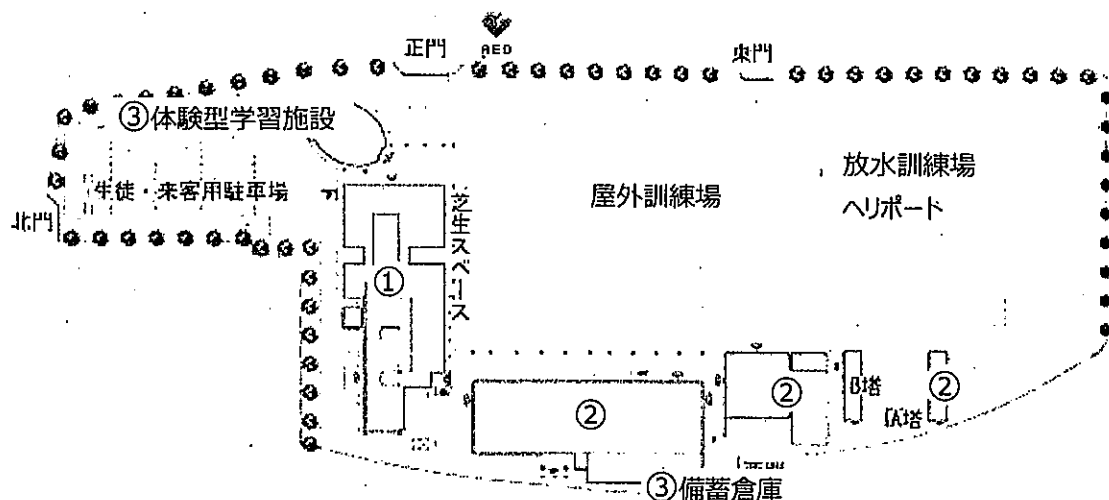 正門
AED
東門
③体験型学習施設
生徒・来客用駐車場
北門
芝生スペース
屋外訓練場
放水訓練場
ヘリポート
①
②
②
B塔
A塔
②
③備蓄倉庫